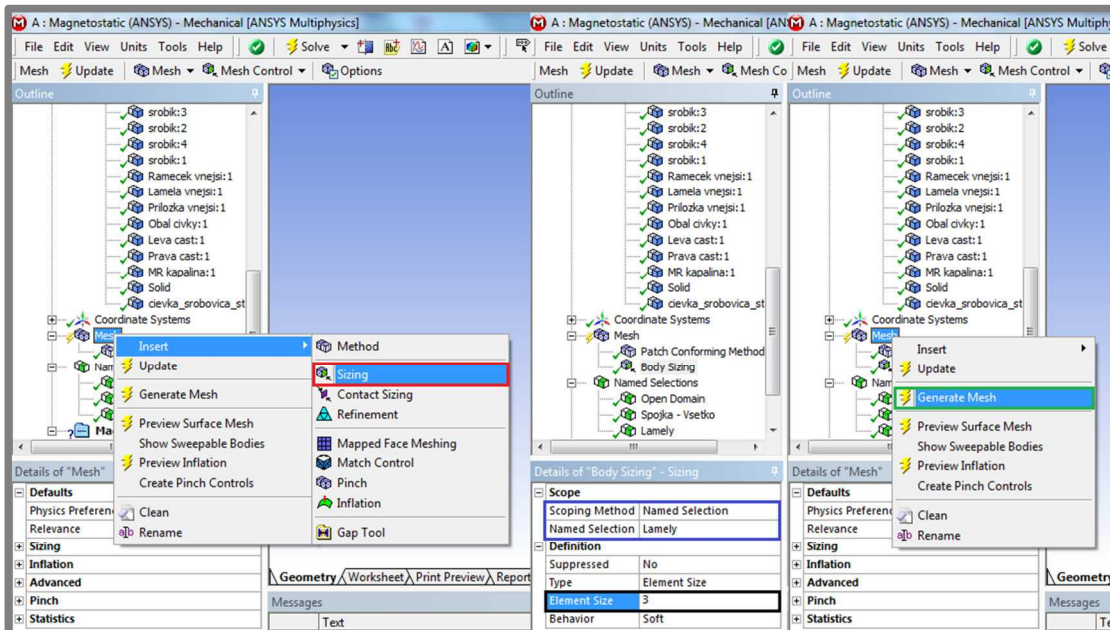 A : Magnetostatic (ANSYS) - Mechanical [ANSYS Multiphysics]
File Edit View Units Tools Help Solve
Mesh Update Mesh Mesh Control Options
Outline
srobik:3
srobik:2
srobik:4
srobik:1
Ramecek vnejsi:1
Lamela vnejsi:1
Prilozka vnejsi:1
Obal civky:1
Leva cast:1
Prava cast:1
MR kapalina:1
Solid
cievka_srobovica_st
Coordinate Systems
Mesh
Nam
Ma
Insert
Update
Generate Mesh
Preview Surface Mesh
Show Sweepable Bodies
Preview Inflation
Create Pinch Controls
Clean
Rename
Method
Sizing
Contact Sizing
Refinement
Mapped Face Meshing
Match Control
Pinch
Inflation
Gap Tool
Details of "Mesh"
Defaults
Physics Preferen
Relevance
Sizing
Inflation
Advanced
Pinch
Statistics
Geometry Worksheet Print Preview Report
Messages
Text
A : Magnetostatic (ANSYS) - Mechanical [AN
File Edit View Units Tools Help
Mesh Update Mesh Mesh Co
Outline
srobik:3
srobik:2
srobik:4
srobik:1
Ramecek vnejsi:1
Lamela vnejsi:1
Prilozka vnejsi:1
Obal civky:1
Leva cast:1
Prava cast:1
MR kapalina:1
Solid
cievka_srobovica_st
Coordinate Systems
Mesh
Patch Conforming Method
Body Sizing
Named Selections
Open Domain
Spojka - Vsetko
Lamely
Details of "Body Sizing" - Sizing
Scope
Scoping Method Named Selection
Named Selection Lamely
Definition
Suppressed No
Type Element Size
Element Size 3
Behavior Soft
A : Magnetostatic (ANSYS) - Mechanical [ANSYS Multiph
File Edit View Units Tools Help Solve
Mesh Update Mesh Mesh Control
Outline
srobik:3
srobik:2
srobik:4
srobik:1
Ramecek vnejsi:1
Lamela vnejsi:1
Prilozka vnejsi:1
Obal civky:1
Leva cast:1
Prava cast:1
MR kapalina:1
Solid
cievka_srobovica_st
Coordinate Systems
Mesh
Nam
Insert
Update
Generate Mesh
Preview Surface Mesh
Show Sweepable Bodies
Preview Inflation
Create Pinch Controls
Clean
Rename
Details of "Mesh"
Defaults
Physics Preferen
Relevance
Sizing
Inflation
Advanced
Pinch
Statistics
Geometr
Messages